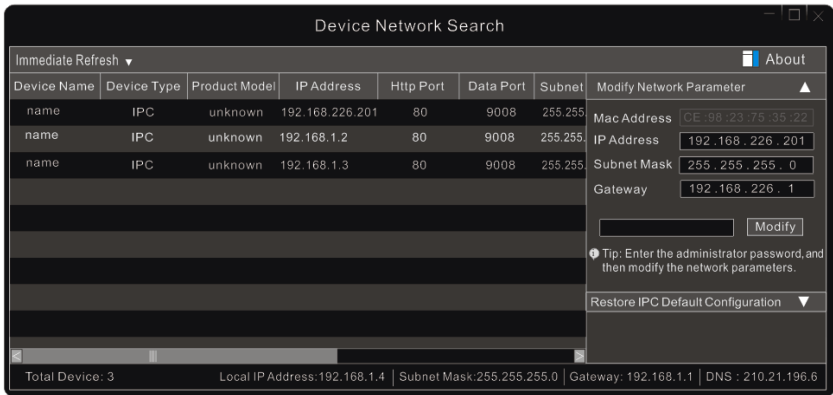 Device Network Search
Immediate Refresh
About
Device Name Device Type Product Model IP Address Http Port Data Port Subnet
name IPC unknown 192.168.226.201 80 9008 255.255.
name IPC unknown 192.168.1.2 80 9008 255.255.
name IPC unknown 192.168.1.3 80 9008 255.255.
Modify Network Parameter
Mac Address CE :98 :23 :75 :35 :22
IP Address 192 .168 . 226 . 201
Subnet Mask 255 . 255 . 255 . 0
Gateway 192 .168 . 226 . 1
Modify
Tip: Enter the administrator password,and
then modify the network parameters.
Restore IPC Default Configuration
Total Device: 3 Local IP Address:192.168.1.4 Subnet Mask:255.255.255.0 Gateway: 192.168.1.1 DNS : 210.21.196.6